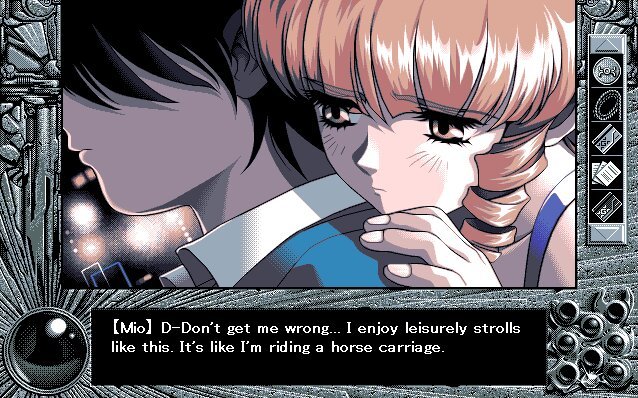 【Mio】D-Don't get me wrong... I enjoy leisurely strolls
like this. It's like I'm riding a horse carriage.